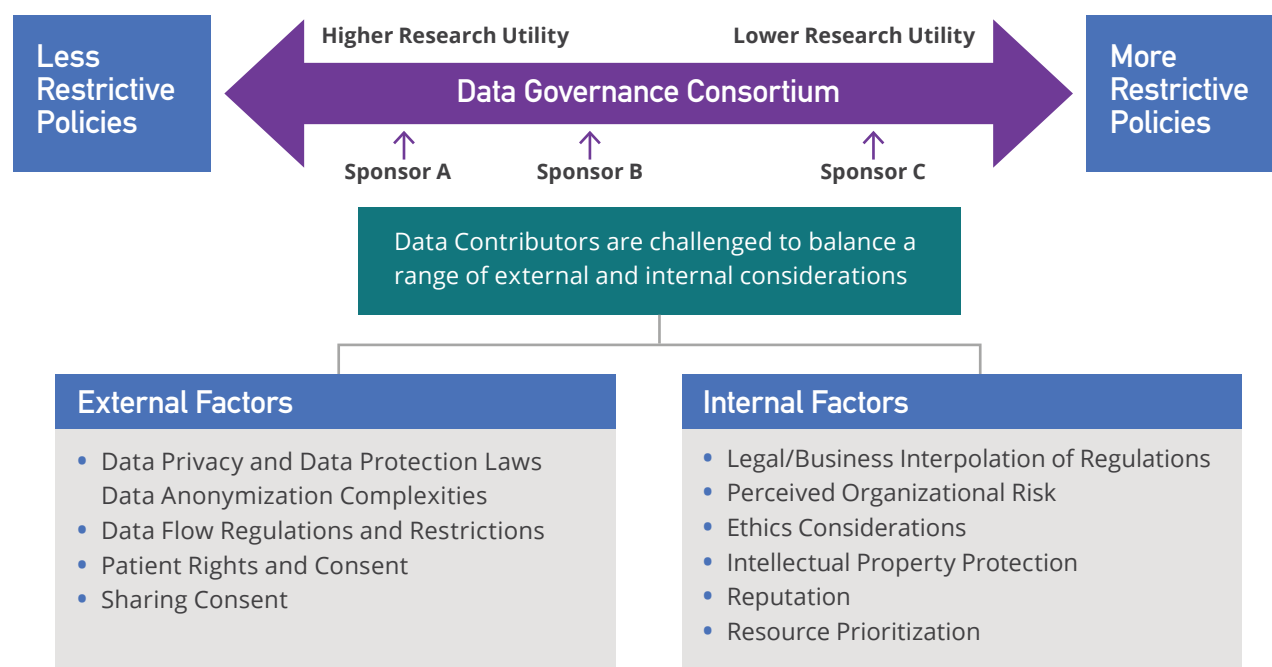 Less
Restrictive
Policies
Higher Research Utility
Lower Research Utility
Data Governance Consortium
More
Restrictive
Policies
Sponsor A
Sponsor B
Sponsor C
Data Contributors are challenged to balance a
range of external and internal considerations
External Factors
• Data Privacy and Data Protection Laws
Data Anonymization Complexities
• Data Flow Regulations and Restrictions
• Patient Rights and Consent
• Sharing Consent
Internal Factors
• Legal/Business Interpolation of Regulations
• Perceived Organizational Risk
• Ethics Considerations
• Intellectual Property Protection
• Reputation
• Resource Prioritization